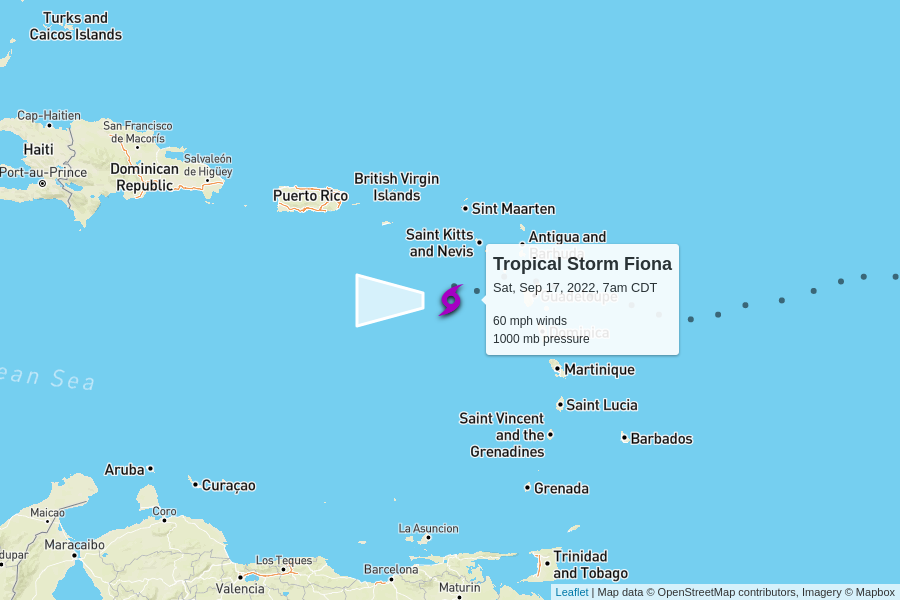 Turks and
Caicos Islands
Cap-Haitien
San Francisco
de Macorís
Haiti
Port-au-Prince
Dominican
Republic
Salvaleón
de Higüey
Puerto Rico
British Virgin
Islands
Sint Maarten
Saint Kitts
and Nevis
Antigua and
Barbuda
Tropical Storm Fiona
Sat, Sep 17, 2022, 7am CDT
Guadeloupe
60 mph winds
Dominica
1000 mb pressure
ean Sea
Martinique
Saint Lucia
Saint Vincent
and the
Grenadines
Barbados
Aruba
Curaçao
Grenada
Maicao
Coro
La Asuncion
dupar
Maracaibo
Los Teques
Barcelona
Valencia
Maturin
Trinidad
and Tobago
Leaflet | Map data © OpenStreetMap contributors, Imagery © Mapbox